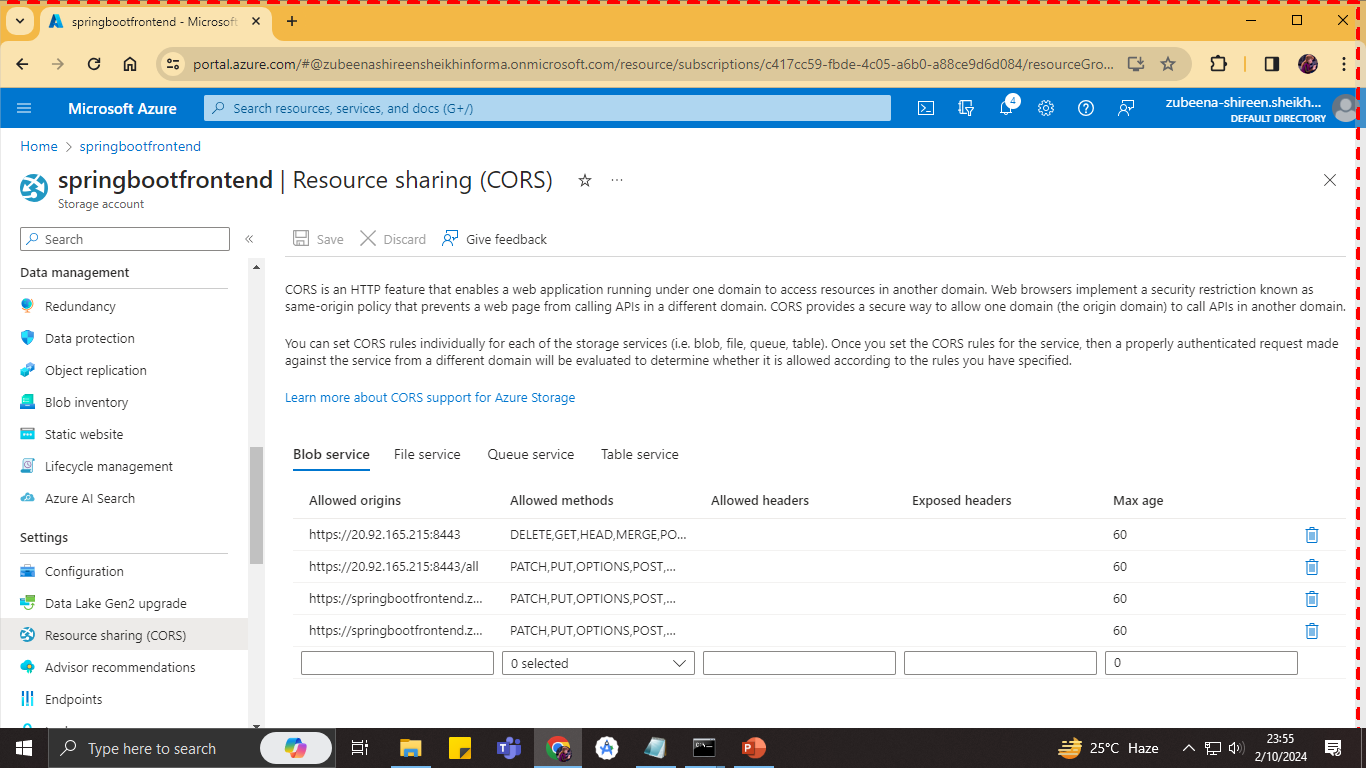 springbootfrontend - Microsoft
portal.azure.com/#@zubeenashireensheikhinforma.onmicrosoft.com/resource/subscriptions/c417cc59-fbde-4c05-a6b0-a88ce9d6d084/resourceGro...
Microsoft Azure
Search resources, services, and docs (G+/)
4
zubeena-shireen.sheikh...
DEFAULT DIRECTORY
Home > springbootfrontend
springbootfrontend | Resource sharing (CORS)
Storage account
Search
Save
Discard
Give feedback
Data management
Redundancy
Data protection
Object replication
Blob inventory
Static website
Lifecycle management
Azure AI Search
Settings
Configuration
Data Lake Gen2 upgrade
Resource sharing (CORS)
Advisor recommendations
Endpoints
CORS is an HTTP feature that enables a web application running under one domain to access resources in another domain. Web browsers implement a security restriction known as
same-origin policy that prevents a web page from calling APIs in a different domain. CORS provides a secure way to allow one domain (the origin domain) to call APIs in another domain.
You can set CORS rules individually for each of the storage services (i.e. blob, file, queue, table). Once you set the CORS rules for the service, then a properly authenticated request made
against the service from a different domain will be evaluated to determine whether it is allowed according to the rules you have specified.
Learn more about CORS support for Azure Storage
Blob service File service Queue service Table service
Allowed origins Allowed methods Allowed headers Exposed headers Max age
https://20.92.165.215:8443 DELETE,GET,HEAD,MERGE,PO... 60
https://20.92.165.215:8443/all PATCH,PUT,OPTIONS,POST,... 60
https://springbootfrontend.z... PATCH,PUT,OPTIONS,POST,... 60
https://springbootfrontend.z... PATCH,PUT,OPTIONS,POST,... 60
0 selected 0
Type here to search
25°C Haze
23:55
2/10/2024